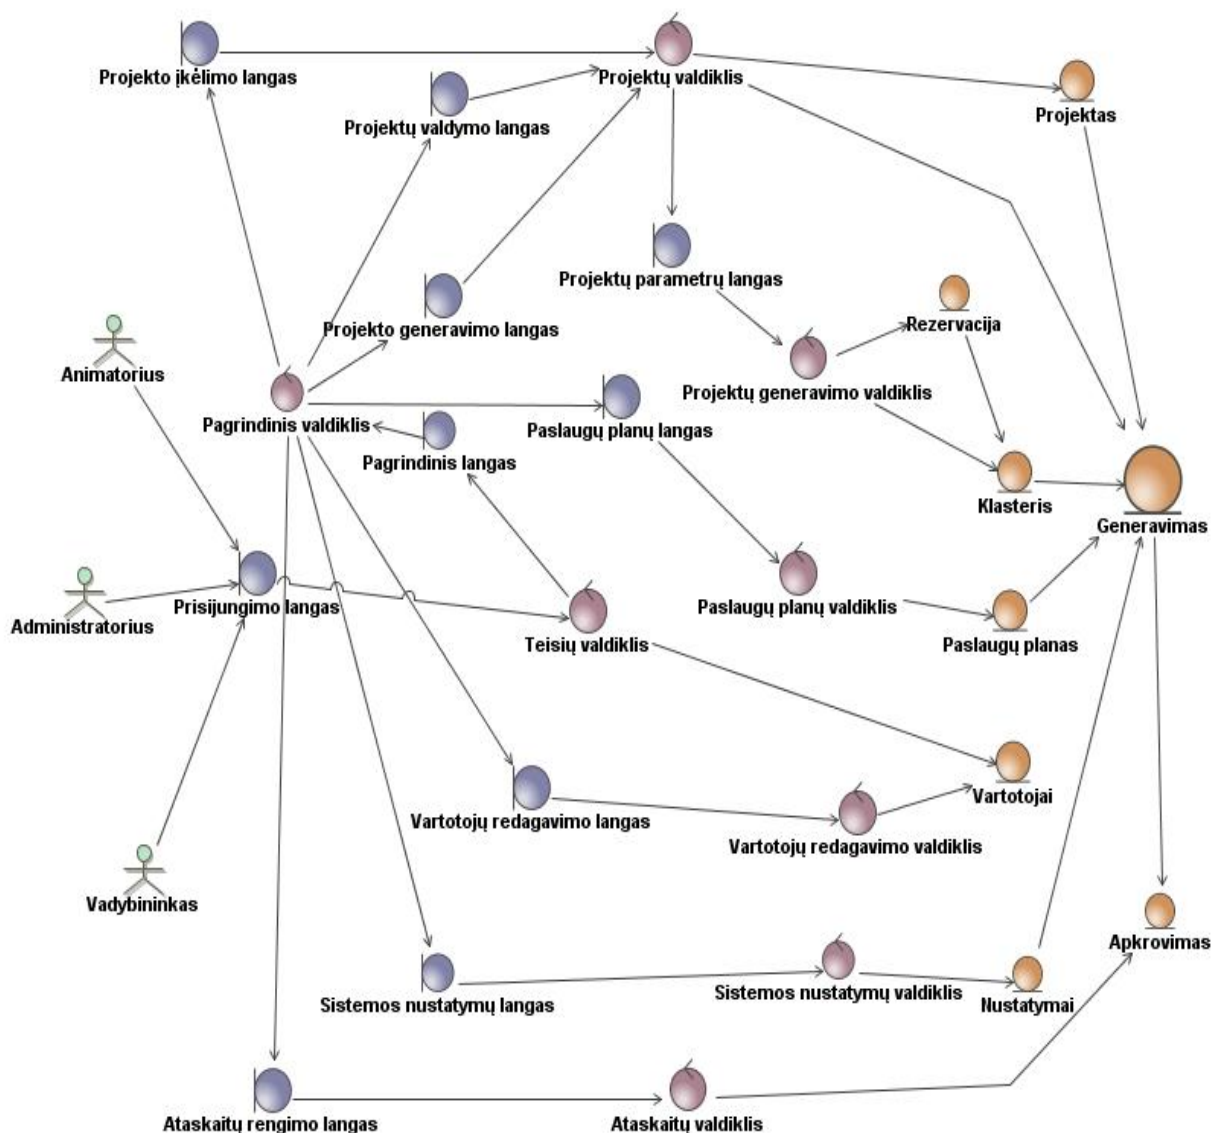 Projekto įkėlimo langas
Projektų valdiklis
Projektas
Projektų valdymo langas
Projektų parametrų langas
Projekto generavimo langas
Rezervacija
Animatorius
Projektų generavimo valdiklis
Pagrindinis valdiklis
Paslaugų planų langas
Pagrindinis langas
Klasteris
Generavimas
Prisijungimo langas
Paslaugų planų valdiklis
Administratorius
Teisių valdiklis
Paslaugų planas
Vartotojai
Vartotojų redagavimo langas
Vartotojų redagavimo valdiklis
Vadybininkas
Apkrovimas
Sistemos nustatymų langas
Sistemos nustatymų valdiklis
Nustatymai
Ataskaitų rengimo langas
Ataskaitų valdiklis